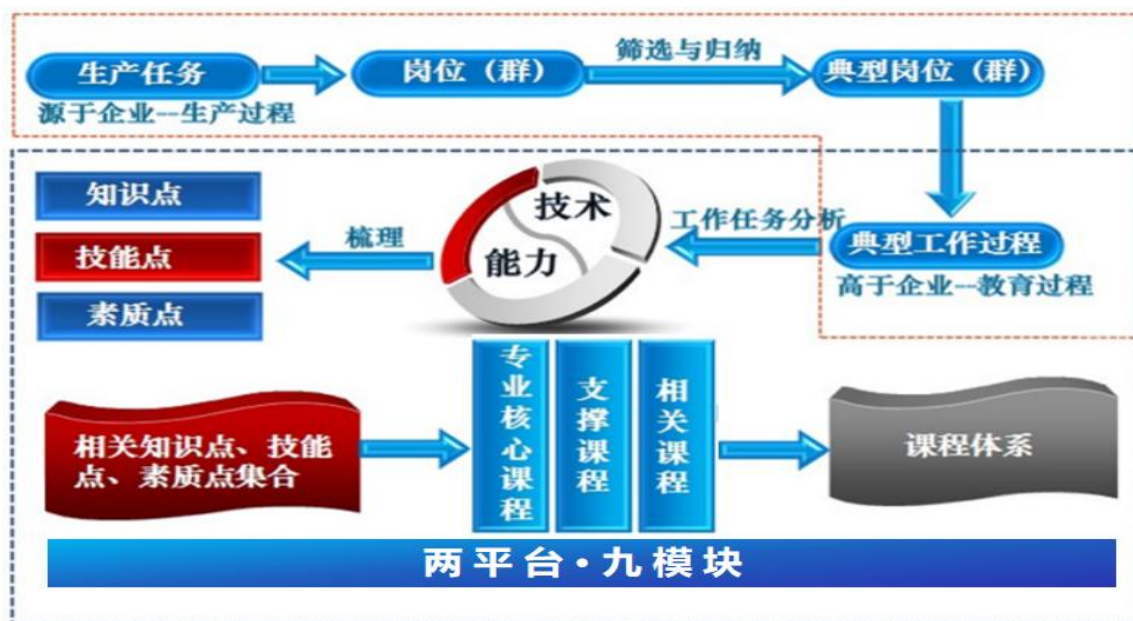 生产任务
岗位（群）
筛选与归纳
典型岗位（群）
源于企业--生产过程
知识点
技能点
素质点
梳理
技术
能力
工作任务分析
典型工作过程
高于企业--教育过程
相关知识点、技能
点、素质点集合
专业核心课程
支撑课程
相关课程
课程体系
两平台·九模块